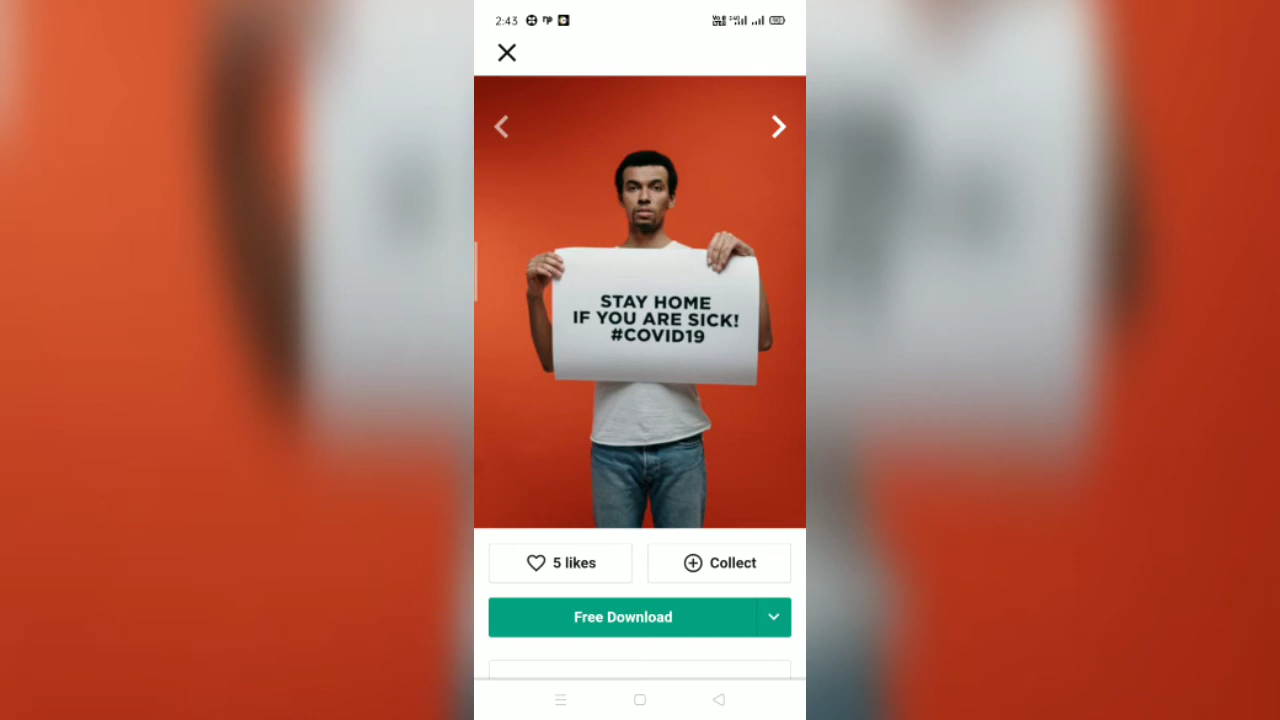 2:43
STAY HOME
IF YOU ARE SICK!
#COVID19
5 likes
Collect
Free Download